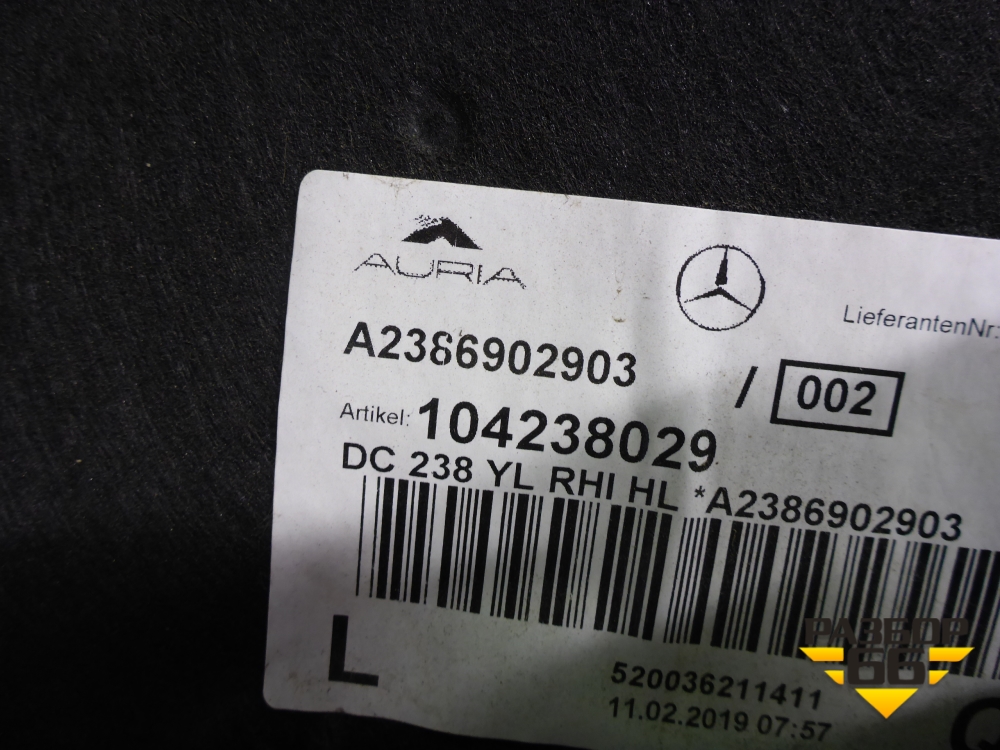 AURIA
LieferantenNr:
A2386902903 / 002
Artikel: 104238029
DC 238 YL RHI HL *A2386902903
L
520036211411
11.02.2019 07:57
РАЗБОР
66